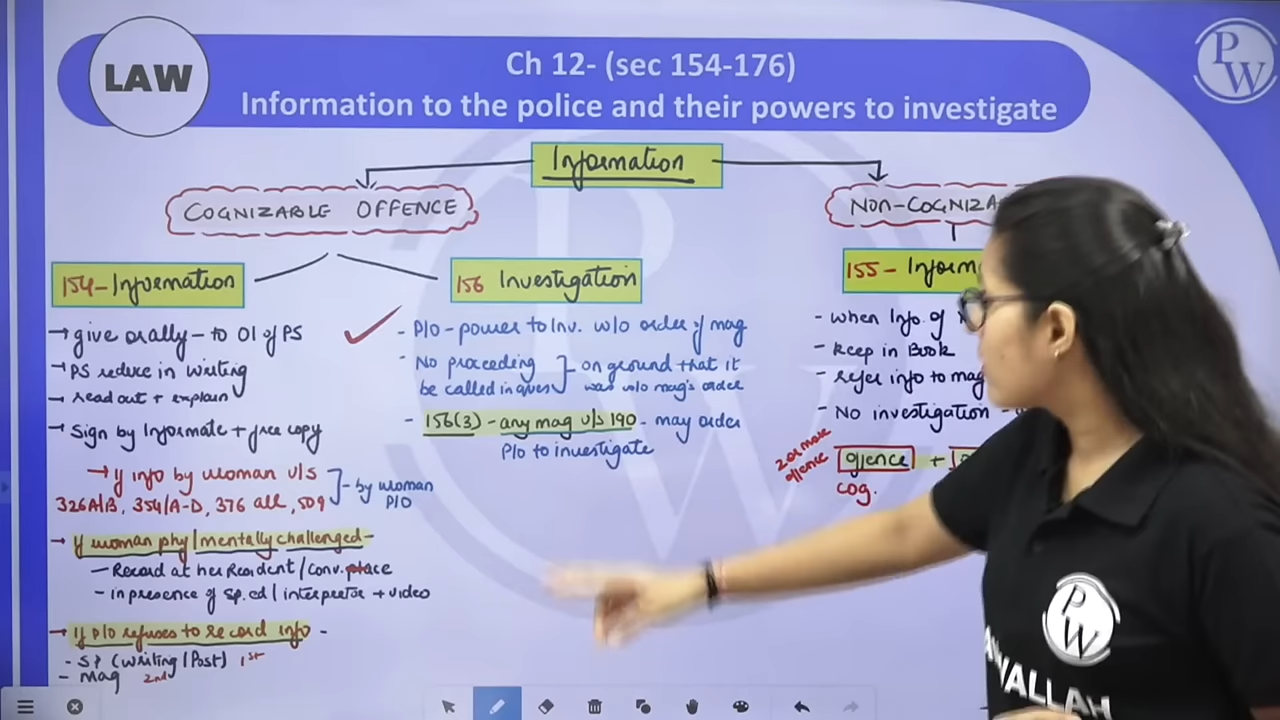 LAW
Ch 12- (sec 154-176)
Information to the police and their powers to investigate
PW
Information
COGNIZABLE OFFENCE
NON-COGNIZA
154-Information
156 Investigation
155- Inform
→ give orally - to OI of PS
→ PS reduce in writing
→ read out + explain
→ Sign by Informate + free copy
→ If info by woman u/s
326A/B, 354/A-D, 376 all, 509
- by woman
P/O
→ If woman phy/mentally challenged-
- Record at her Resident/Conv. place
- in presence of Sp. ed / interpretor + video
→ If P/O refuses to record info -
- SP (writing/Post) 1st
- Mag 2nd
- P/O - power to Inv. w/o order of mag
- No proceeding
be called in ques
on ground that it
was w/o mag's order
- 156(3) - any mag u/s 190 - may order
P/o to investigate
- when Info. of
- keep in Book
- refer info to mag
- No investigation -
2 or more
offence
offence +
cog.
PW
WALLAH